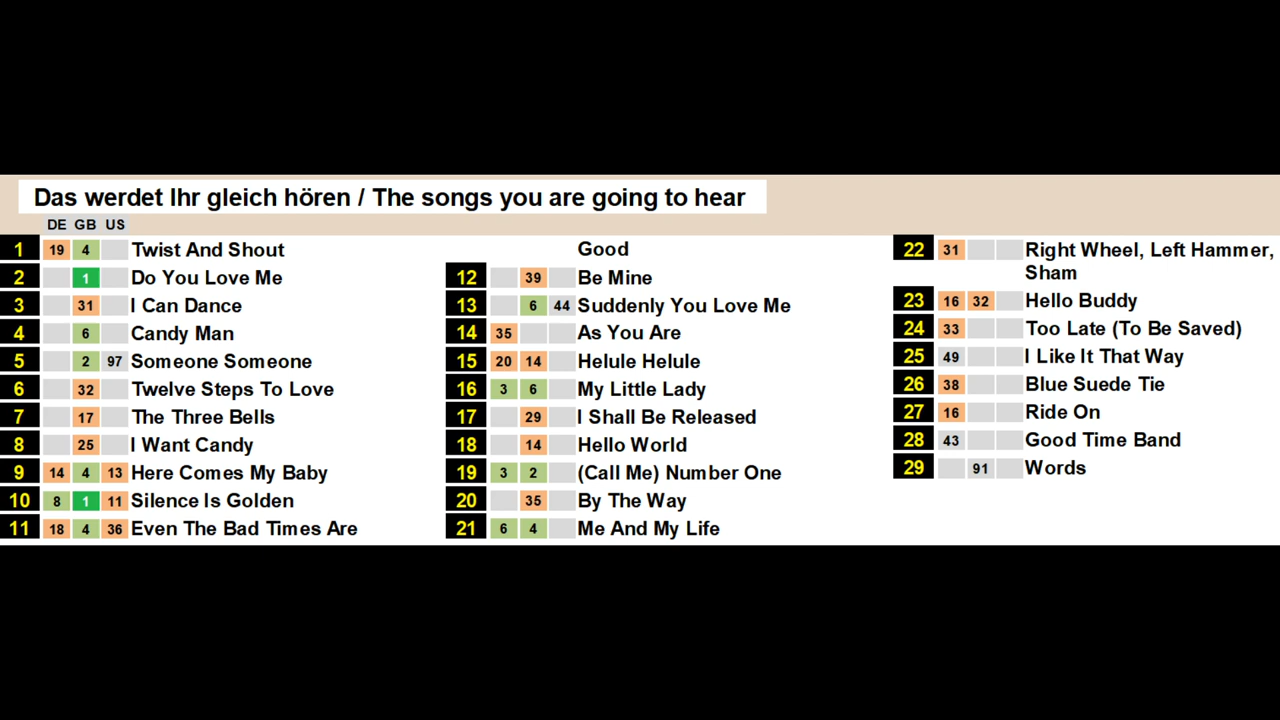 Das werdet Ihr gleich hören / The songs you are going to hear
DE GB US
1 19 4 Twist And Shout
2 1 Do You Love Me
3 31 I Can Dance
4 6 Candy Man
5 2 97 Someone Someone
6 32 Twelve Steps To Love
7 17 The Three Bells
8 25 I Want Candy
9 14 4 13 Here Comes My Baby
10 8 1 11 Silence Is Golden
11 18 4 36 Even The Bad Times Are
Good
12 39 Be Mine
13 6 44 Suddenly You Love Me
14 35 As You Are
15 20 14 Helule Helule
16 3 6 My Little Lady
17 29 I Shall Be Released
18 14 Hello World
19 3 2 (Call Me) Number One
20 35 By The Way
21 6 4 Me And My Life
22 31 Right Wheel, Left Hammer,
Sham
23 16 32 Hello Buddy
24 33 Too Late (To Be Saved)
25 49 I Like It That Way
26 38 Blue Suede Tie
27 16 Ride On
28 43 Good Time Band
29 91 Words